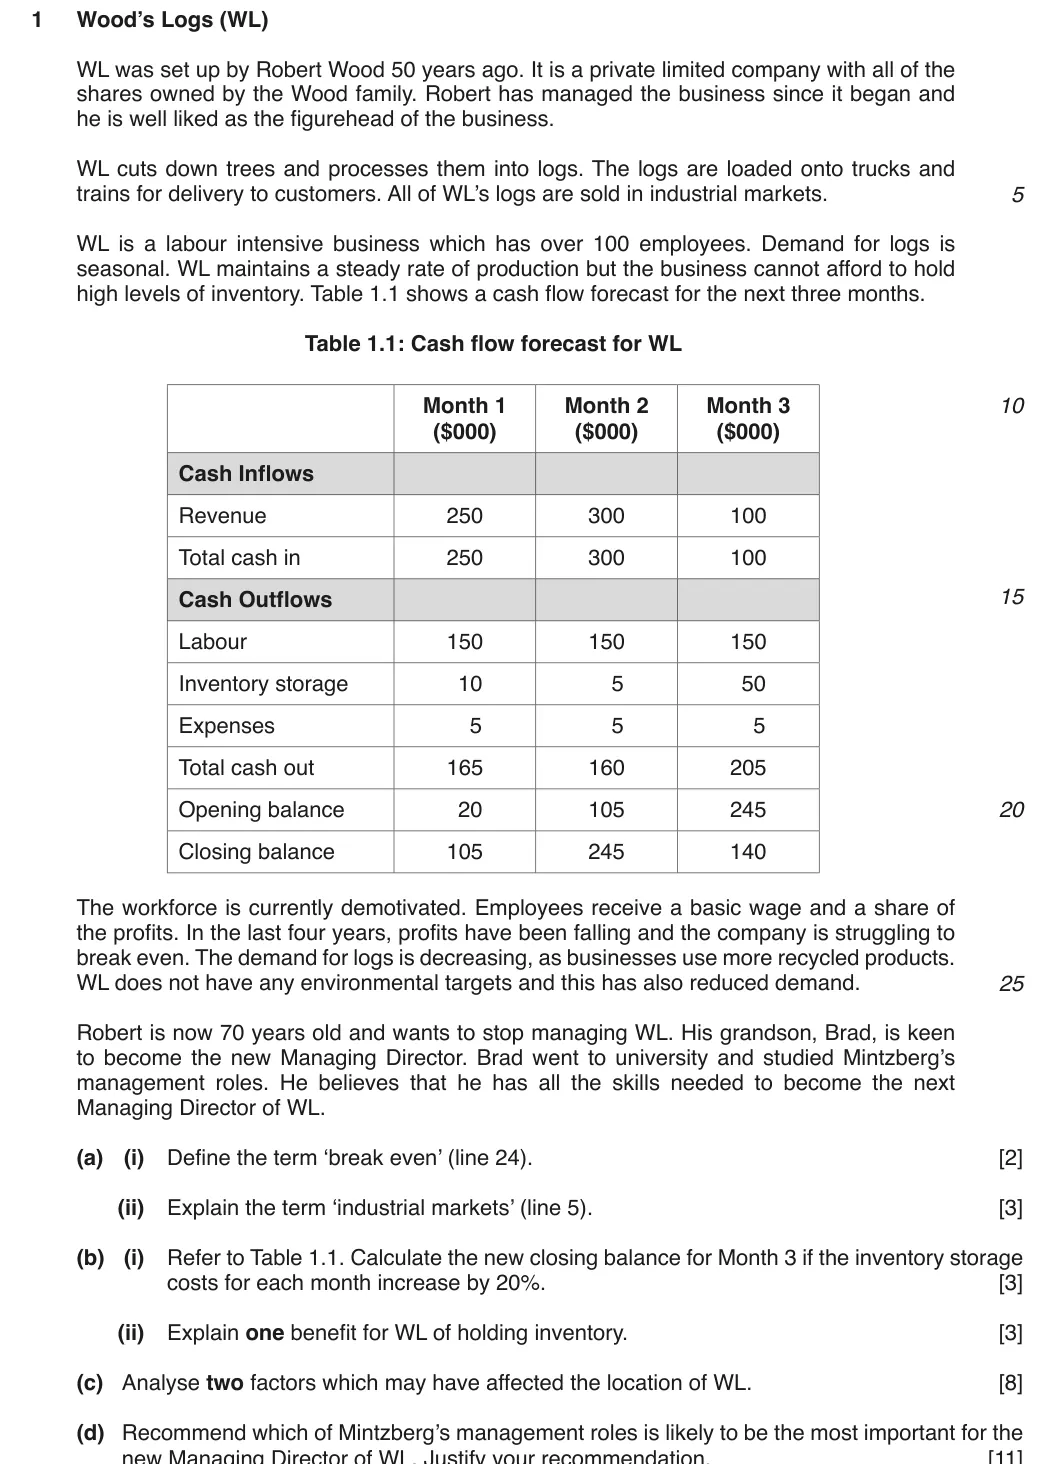 1 Wood's Logs (WL)
WL was set up by Robert Wood 50 years ago. It is a private limited company with all of the
shares owned by the Wood family. Robert has managed the business since it began and
he is well liked as the figurehead of the business.
WL cuts down trees and processes them into logs. The logs are loaded onto trucks and
trains for delivery to customers. All of WL's logs are sold in industrial markets. 5
WL is a labour intensive business which has over 100 employees. Demand for logs is
seasonal. WL maintains a steady rate of production but the business cannot afford to hold
high levels of inventory. Table 1.1 shows a cash flow forecast for the next three months.
Table 1.1: Cash flow forecast for WL
Month 1 Month 2 Month 3 10
($000) ($000) ($000)
Cash Inflows
Revenue 250 300 100
Total cash in 250 300 100
Cash Outflows 15
Labour 150 150 150
Inventory storage 10 5 50
Expenses 5 5 5
Total cash out 165 160 205
Opening balance 20 105 245 20
Closing balance 105 245 140
The workforce is currently demotivated. Employees receive a basic wage and a share of
the profits. In the last four years, profits have been falling and the company is struggling to
break even. The demand for logs is decreasing, as businesses use more recycled products.
WL does not have any environmental targets and this has also reduced demand. 25
Robert is now 70 years old and wants to stop managing WL. His grandson, Brad, is keen
to become the new Managing Director. Brad went to university and studied Mintzberg's
management roles. He believes that he has all the skills needed to become the next
Managing Director of WL.
(a) (i) Define the term 'break even' (line 24). [2]
(ii) Explain the term 'industrial markets' (line 5). [3]
(b) (i) Refer to Table 1.1. Calculate the new closing balance for Month 3 if the inventory storage
costs for each month increase by 20%. [3]
(ii) Explain one benefit for WL of holding inventory. [3]
(c) Analyse two factors which may have affected the location of WL. [8]
(d) Recommend which of Mintzberg's management roles is likely to be the most important for the
new Managing Director of WL. Justify your recommendation. [11]